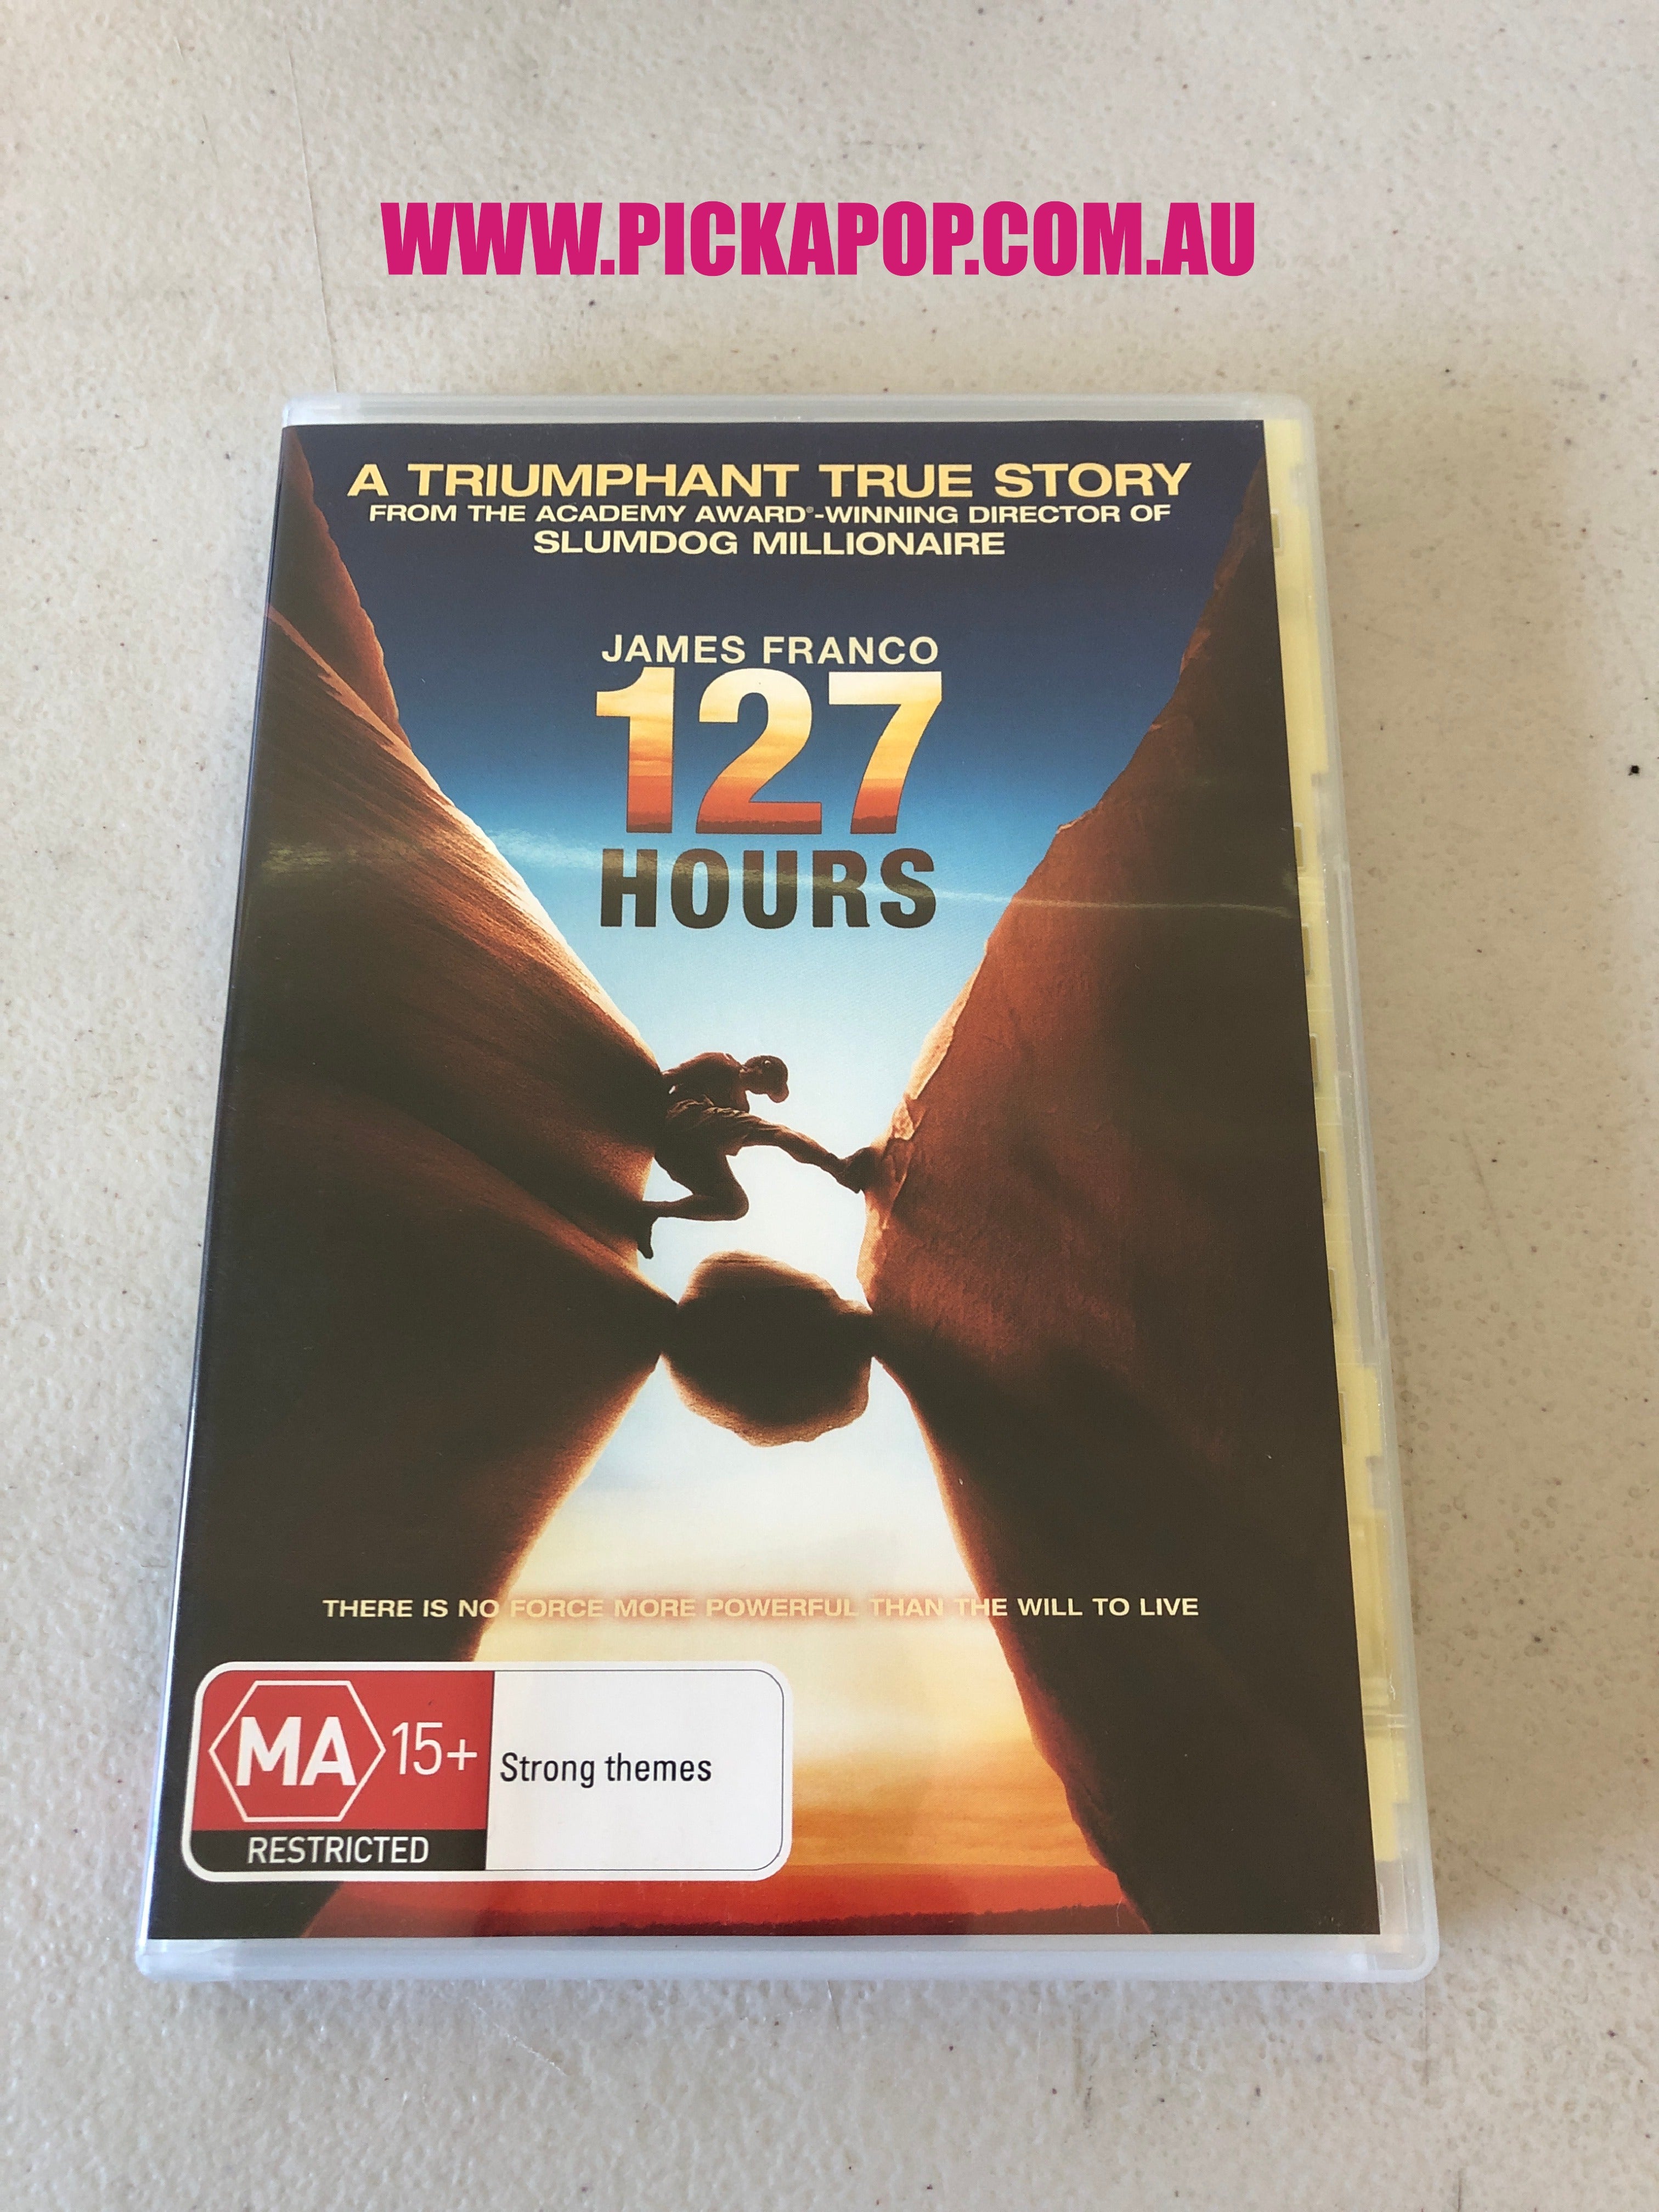 WWW.PICKAPOP.COM.AU
A TRIUMPHANT TRUE STORY
FROM THE ACADEMY AWARD®-WINNING DIRECTOR OF
SLUMDOG MILLIONAIRE
JAMES FRANCO
127
HOURS
THERE IS NO FORCE MORE POWERFUL THAN THE WILL TO LIVE
MA 15+
Strong themes
RESTRICTED